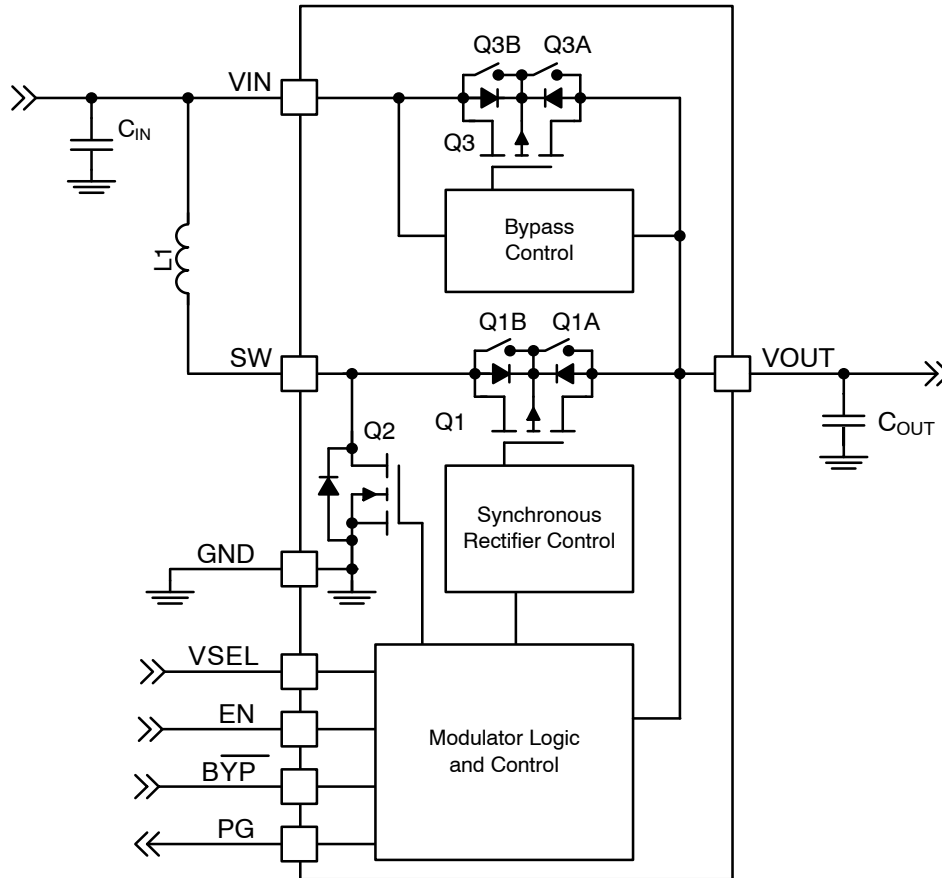 Q3B Q3A
VIN
CIN
Q3
Bypass
Control
L1
Q1B Q1A
SW
VOUT
Q1
Q2
COUT
Synchronous
Rectifier Control
GND
VSEL
EN
Modulator Logic
and Control
BYP
PG